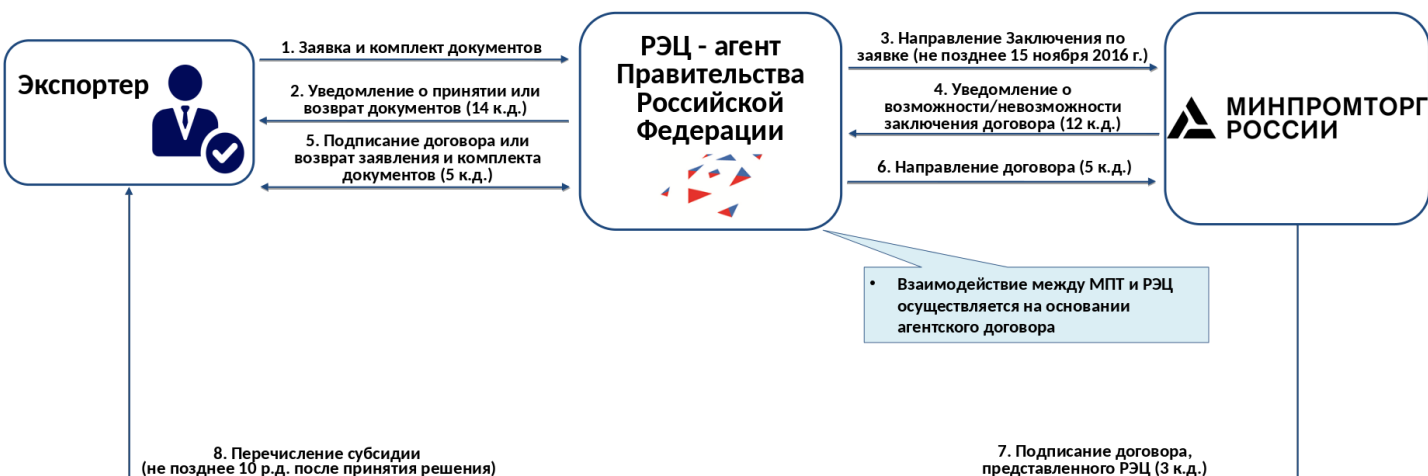 Экспортер
1. Заявка и комплект документов
2. Уведомление о принятии или
возврат документов (14 к.д.)
5. Подписание договора или
возврат заявления и комплекта
документов (5 к.д.)
РЭЦ - агент
Правительства
Российской
Федерации
3. Направление Заключения по
заявке (не позднее 15 ноября 2016 г.)
4. Уведомление о
возможности/невозможности
заключения договора (12 к.д.)
6. Направление договора (5 к.д.)
МИНПРОМТОРГ
РОССИИ
• Взаимодействие между МПТ и РЭЦ
осуществляется на основании
агентского договора
8. Перечисление субсидии
(не позднее 10 р.д. после принятия решения)
7. Подписание договора,
представленного РЭЦ (3 к.д.)